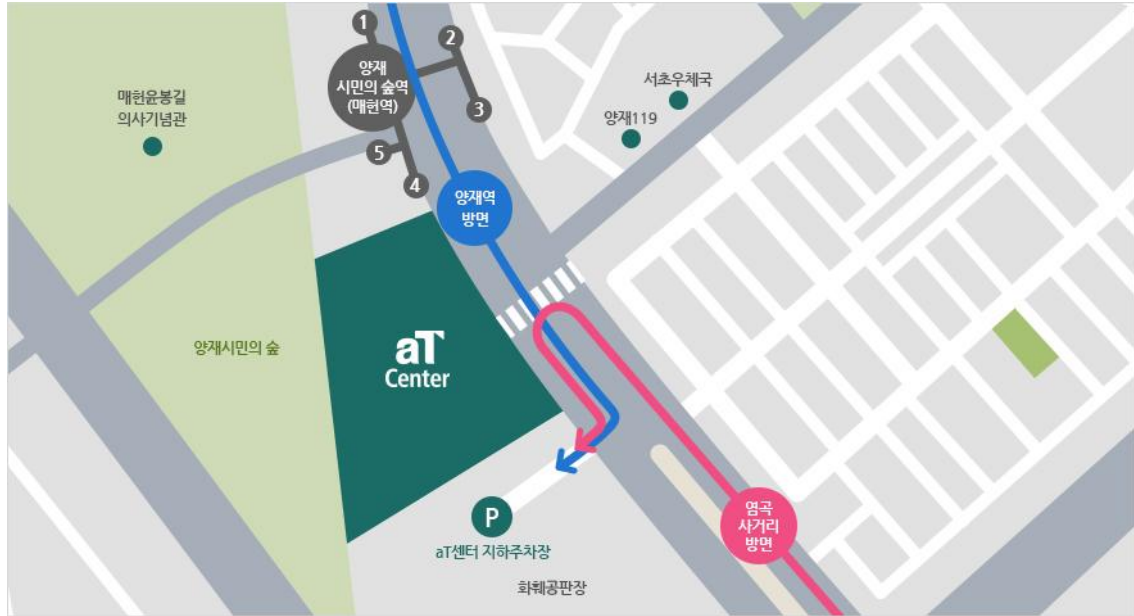 1
양재
시민의 숲역
(매헌역)
2
3
5
4
매헌윤봉길
의사기념관
서초우체국
양재119
양재역
방면
양재시민의 숲
aT
Center
P
aT센터 지하주차장
염곡
사거리
방면
화훼공판장